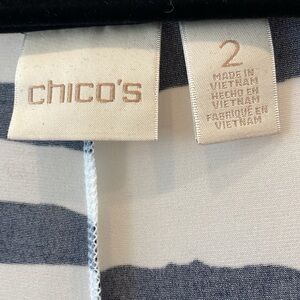 chico's
2
MADE IN
VIETNAM
HECHO EN
VIETNAM
FABRIQUÉ EN
VIETNAM